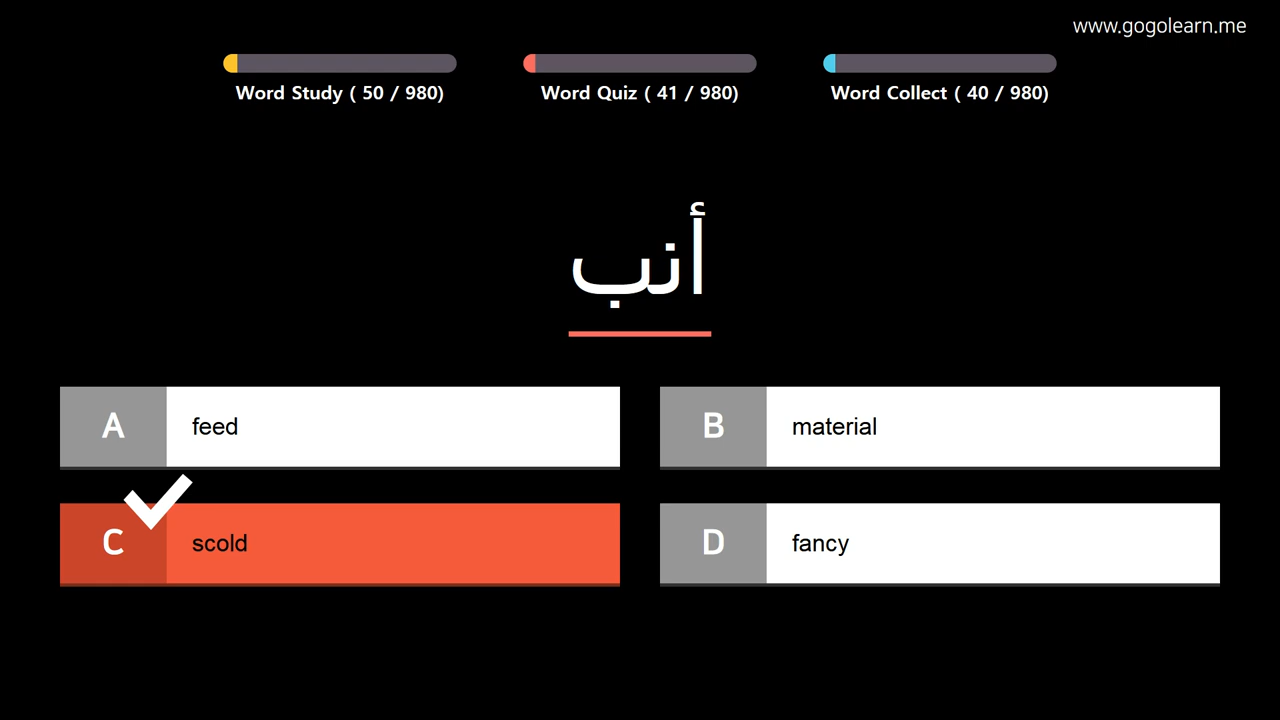 www.gogolearn.me
Word Study ( 50 / 980)
Word Quiz ( 41 / 980)
Word Collect ( 40 / 980)
أنب
A feed
B material
C scold
D fancy